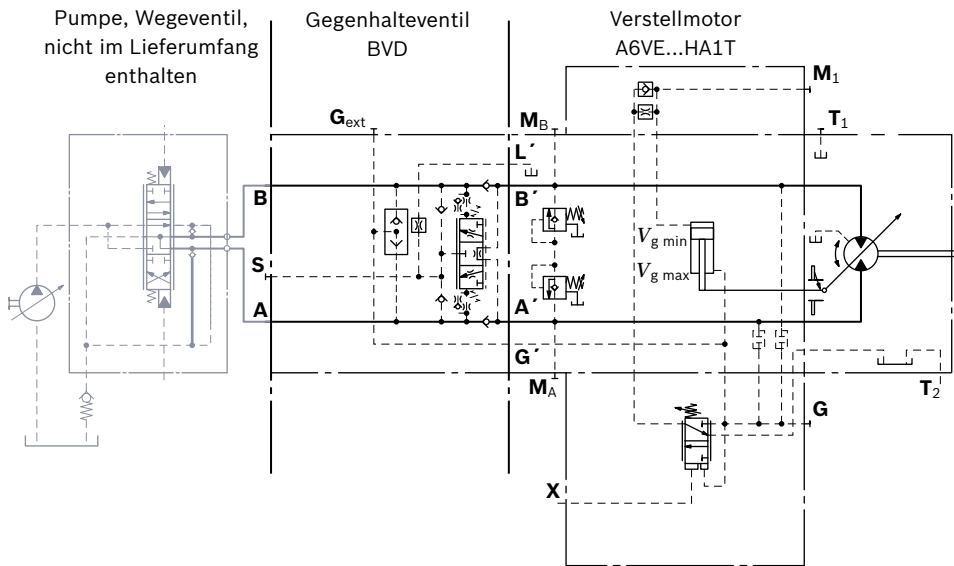 Pumpe, Wegeventil,
nicht im Lieferumfang
enthalten
Gegenhalteventil
BVD
Verstellmotor
A6VE...HA1T
M1
Gext
MB
T1
L´
B
B´
S
Vg min
Vg max
A
A´
G´
MA
T2
G
X